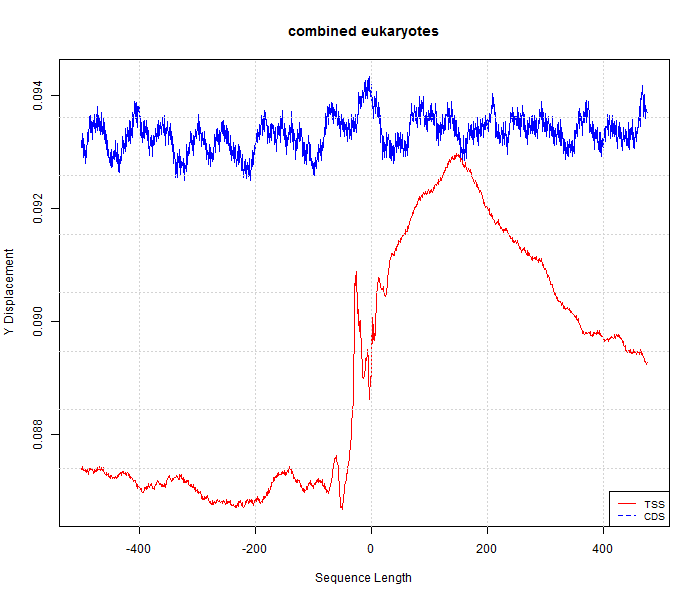 combined eukaryotes
0.094
0.092
0.090
0.088
Y Displacement
-400
-200
0
200
400
Sequence Length
TSS
CDS